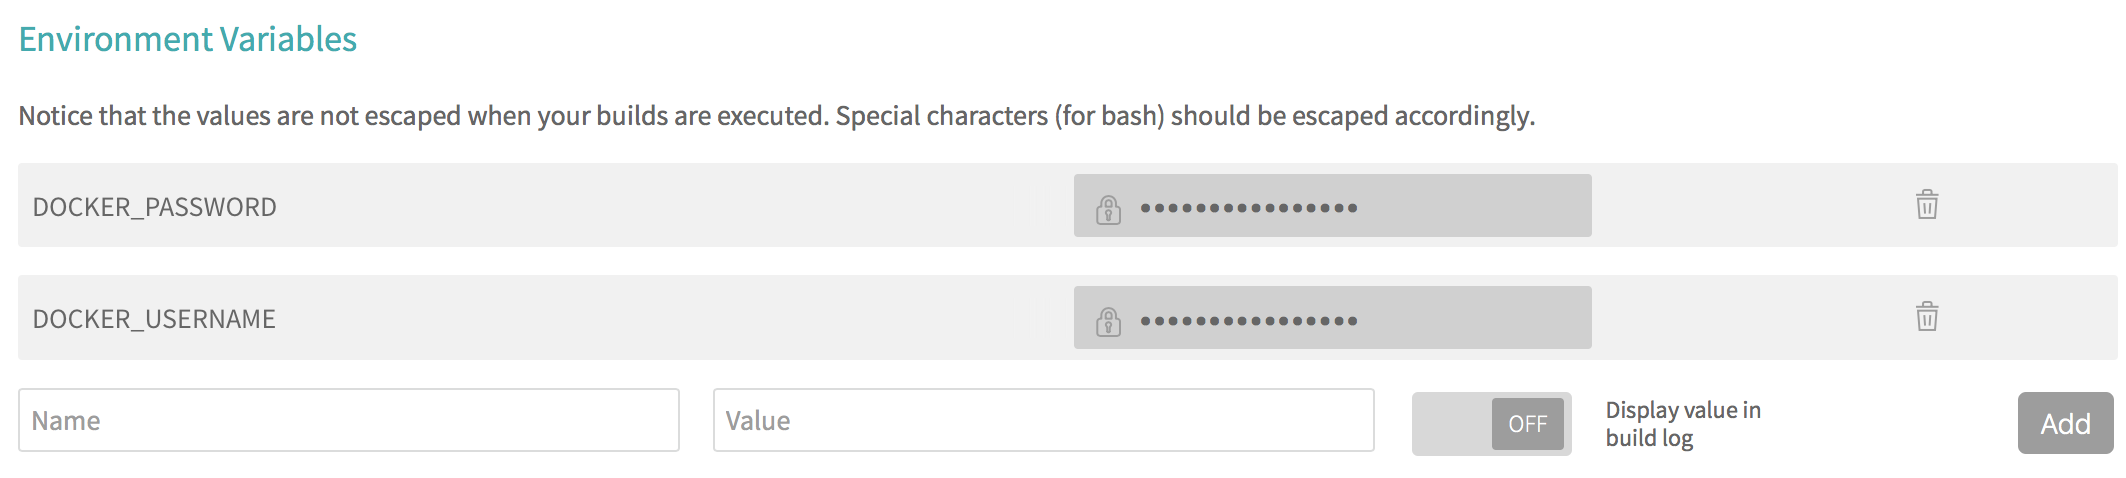 Environment Variables
Notice that the values are not escaped when your builds are executed. Special characters (for bash) should be escaped accordingly.
DOCKER_PASSWORD ••••••••••••••••
DOCKER_USERNAME ••••••••••••••••
Name Value OFF Display value in build log Add